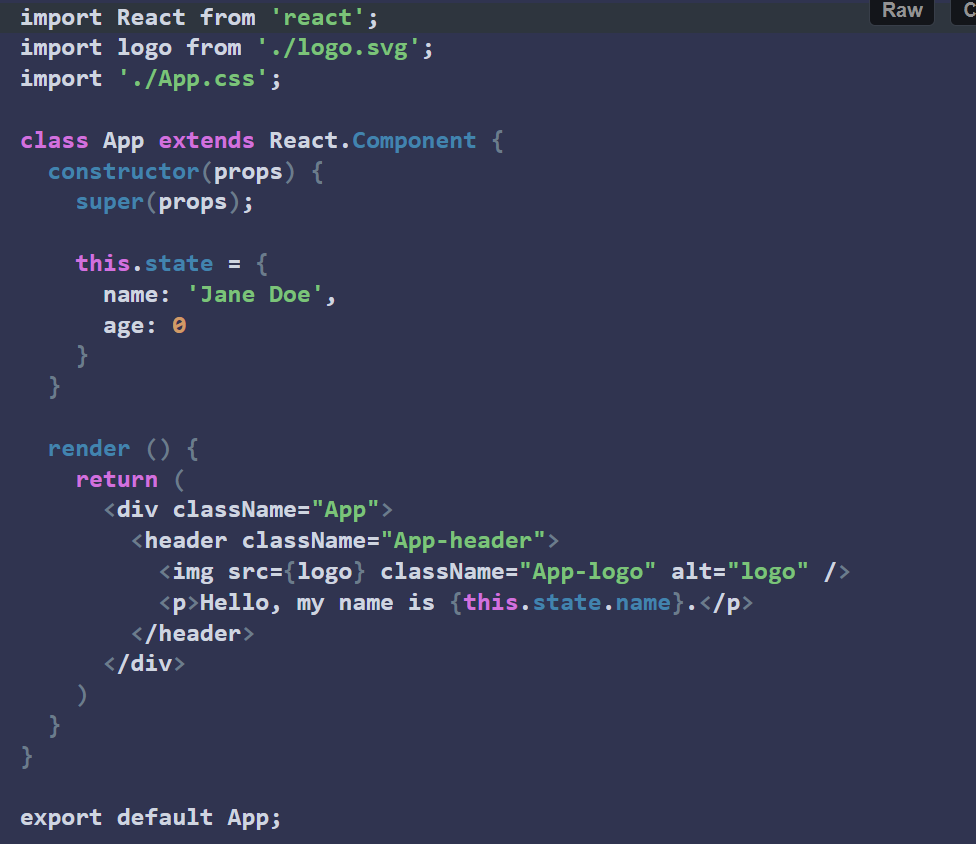 Raw
import React from 'react';
import logo from './logo.svg';
import './App.css';

class App extends React.Component {
  constructor(props) {
    super(props);

    this.state = {
      name: 'Jane Doe',
      age: 0
    }
  }

  render () {
    return (
      <div className="App">
        <header className="App-header">
          <img src={logo} className="App-logo" alt="logo" />
          <p>Hello, my name is {this.state.name}.</p>
        </header>
      </div>
    )
  }
}

export default App;